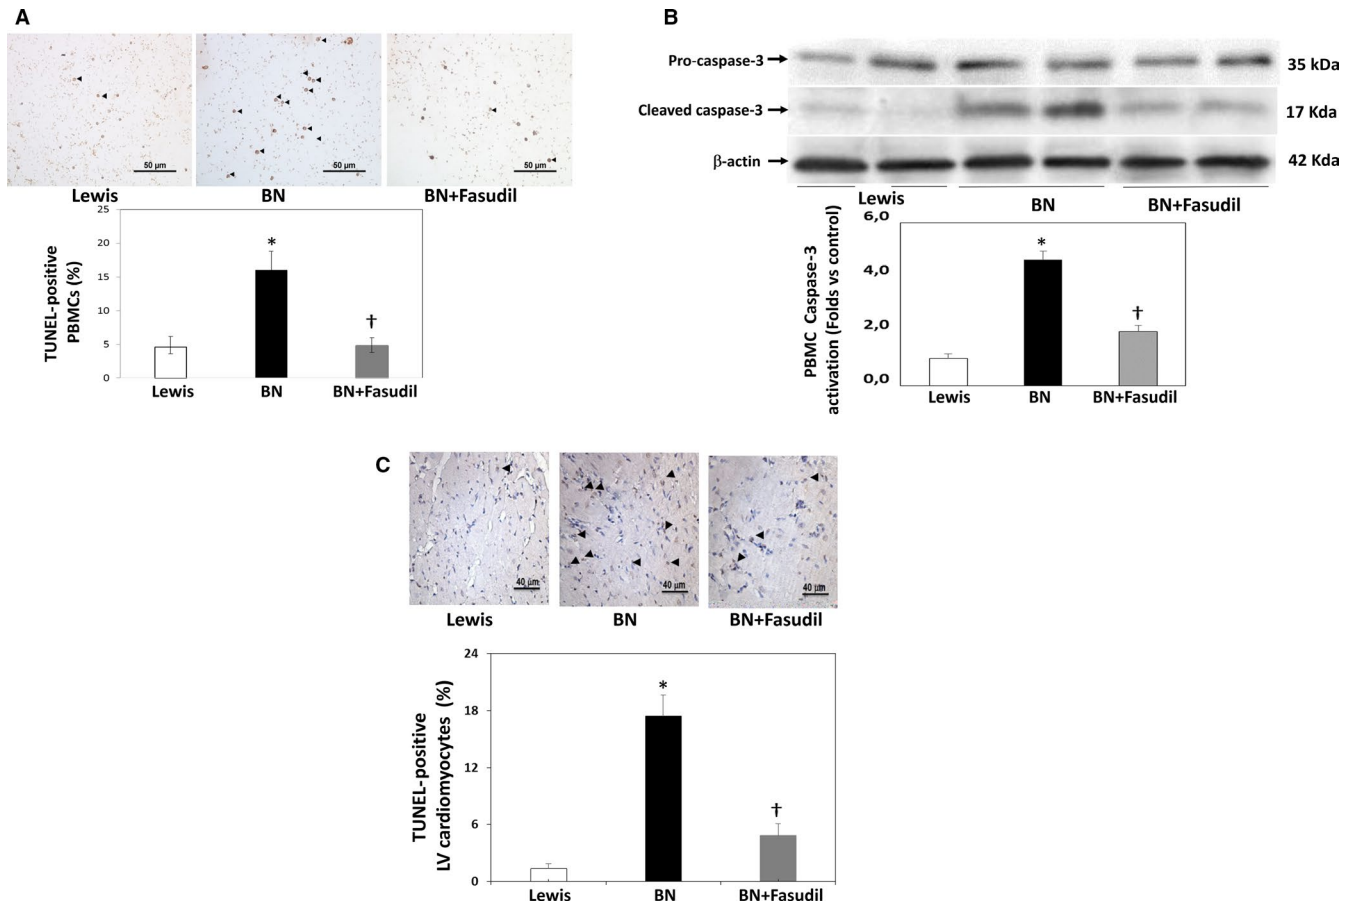 A
50 µm
50 µm
50 µm
Lewis
BN
BN+Fasudil
TUNEL-positive
PBMCs (%)
25
20
15
10
5
0
*
†
Lewis
BN
BN+Fasudil
B
Pro-caspase-3
35 kDa
Cleaved caspase-3
17 Kda
β-actin
42 Kda
Lewis
BN
BN+Fasudil
PBMC Caspase-3
activation (Folds vs control)
6,0
4,0
2,0
0,0
*
†
Lewis
BN
BN+Fasudil
C
40 µm
40 µm
40 µm
Lewis
BN
BN+Fasudil
TUNEL-positive
LV cardiomyocytes (%)
24
18
12
6
0
*
†
Lewis
BN
BN+Fasudil